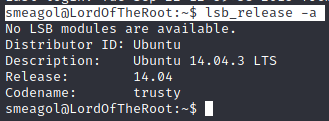 smeagol@LordOfTheRoot:~$ lsb_release -a
No LSB modules are available.
Distributor ID: Ubuntu
Description:    Ubuntu 14.04.3 LTS
Release:        14.04
Codename:       trusty
smeagol@LordOfTheRoot:~$